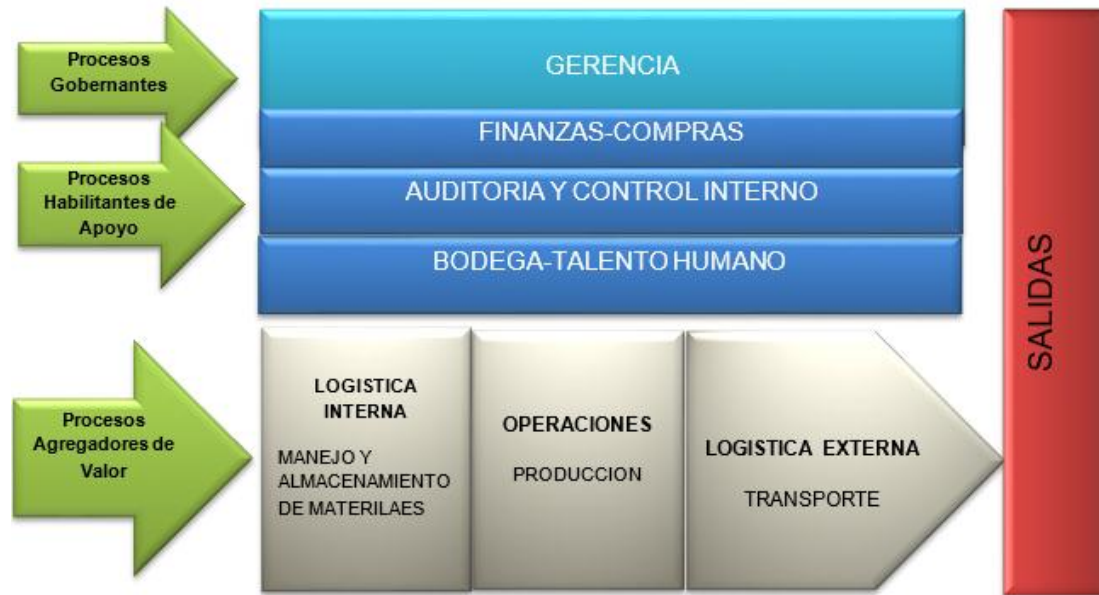 Procesos
Gobernantes
GERENCIA
FINANZAS-COMPRAS
Procesos
Habilitantes de
Apoyo
AUDITORIA Y CONTROL INTERNO
BODEGA-TALENTO HUMANO
Procesos
Agregadores de
Valor
LOGISTICA
INTERNA
MANEJO Y
ALMACENAMIENTO
DE MATERILAES
OPERACIONES
PRODUCCION
LOGISTICA EXTERNA
TRANSPORTE
SALIDAS